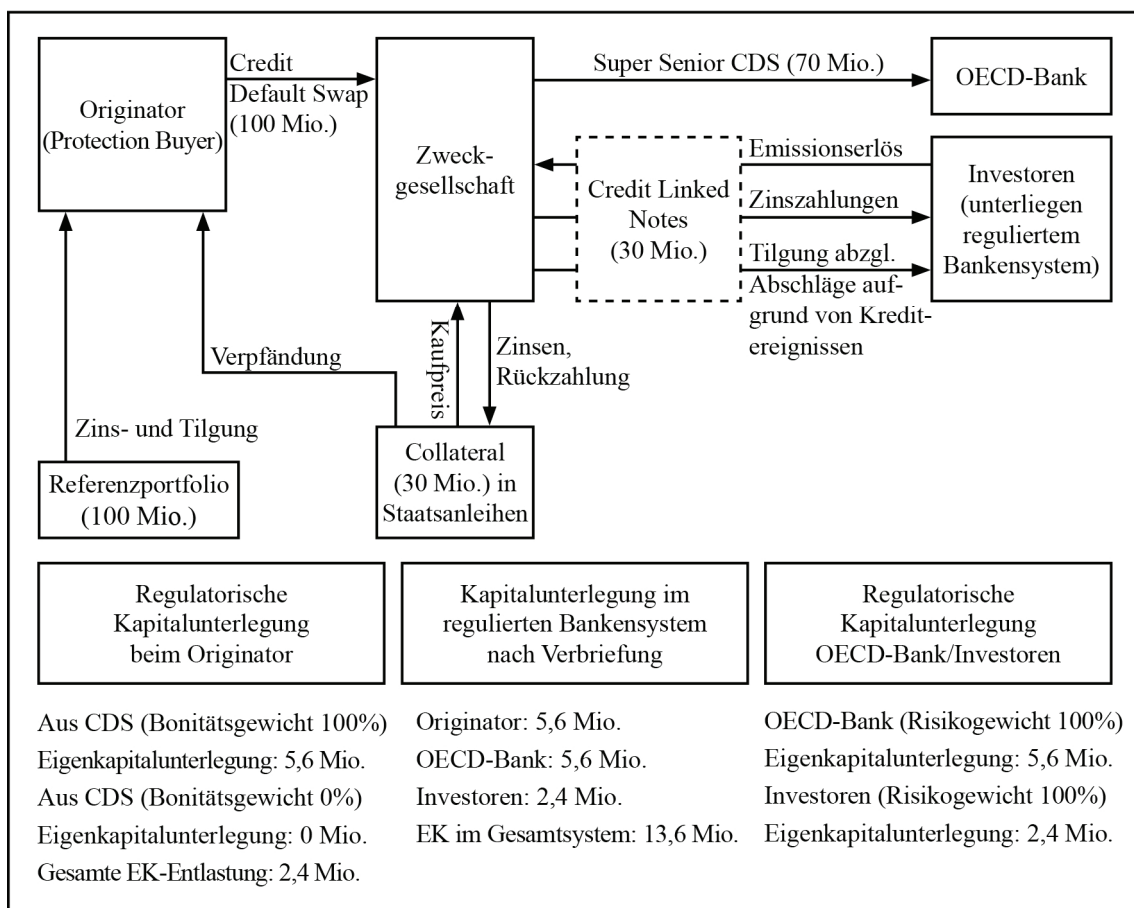 Originator
(Protection Buyer)
Credit
Default Swap
(100 Mio.)
Zweck-
gesellschaft
Super Senior CDS (70 Mio.)
OECD-Bank
Emissionserlös
Credit Linked
Notes
(30 Mio.)
Zinszahlungen
Tilgung abzgl.
Abschläge auf-
grund von Kredit-
ereignissen
Investoren
(unterliegen
reguliertem
Bankensystem)
Verpfändung
Kaufpreis
Zinsen,
Rückzahlung
Zins- und Tilgung
Referenzportfolio
(100 Mio.)
Collateral
(30 Mio.) in
Staatsanleihen
Regulatorische
Kapitalunterlegung
beim Originator
Kapitalunterlegung im
regulierten Bankensystem
nach Verbriefung
Regulatorische
Kapitalunterlegung
OECD-Bank/Investoren
Aus CDS (Bonitätsgewicht 100%)
Eigenkapitalunterlegung: 5,6 Mio.
Aus CDS (Bonitätsgewicht 0%)
Eigenkapitalunterlegung: 0 Mio.
Gesamte EK-Entlastung: 2,4 Mio.
Originator: 5,6 Mio.
OECD-Bank: 5,6 Mio.
Investoren: 2,4 Mio.
EK im Gesamtsystem: 13,6 Mio.
OECD-Bank (Risikogewicht 100%)
Eigenkapitalunterlegung: 5,6 Mio.
Investoren (Risikogewicht 100%)
Eigenkapitalunterlegung: 2,4 Mio.